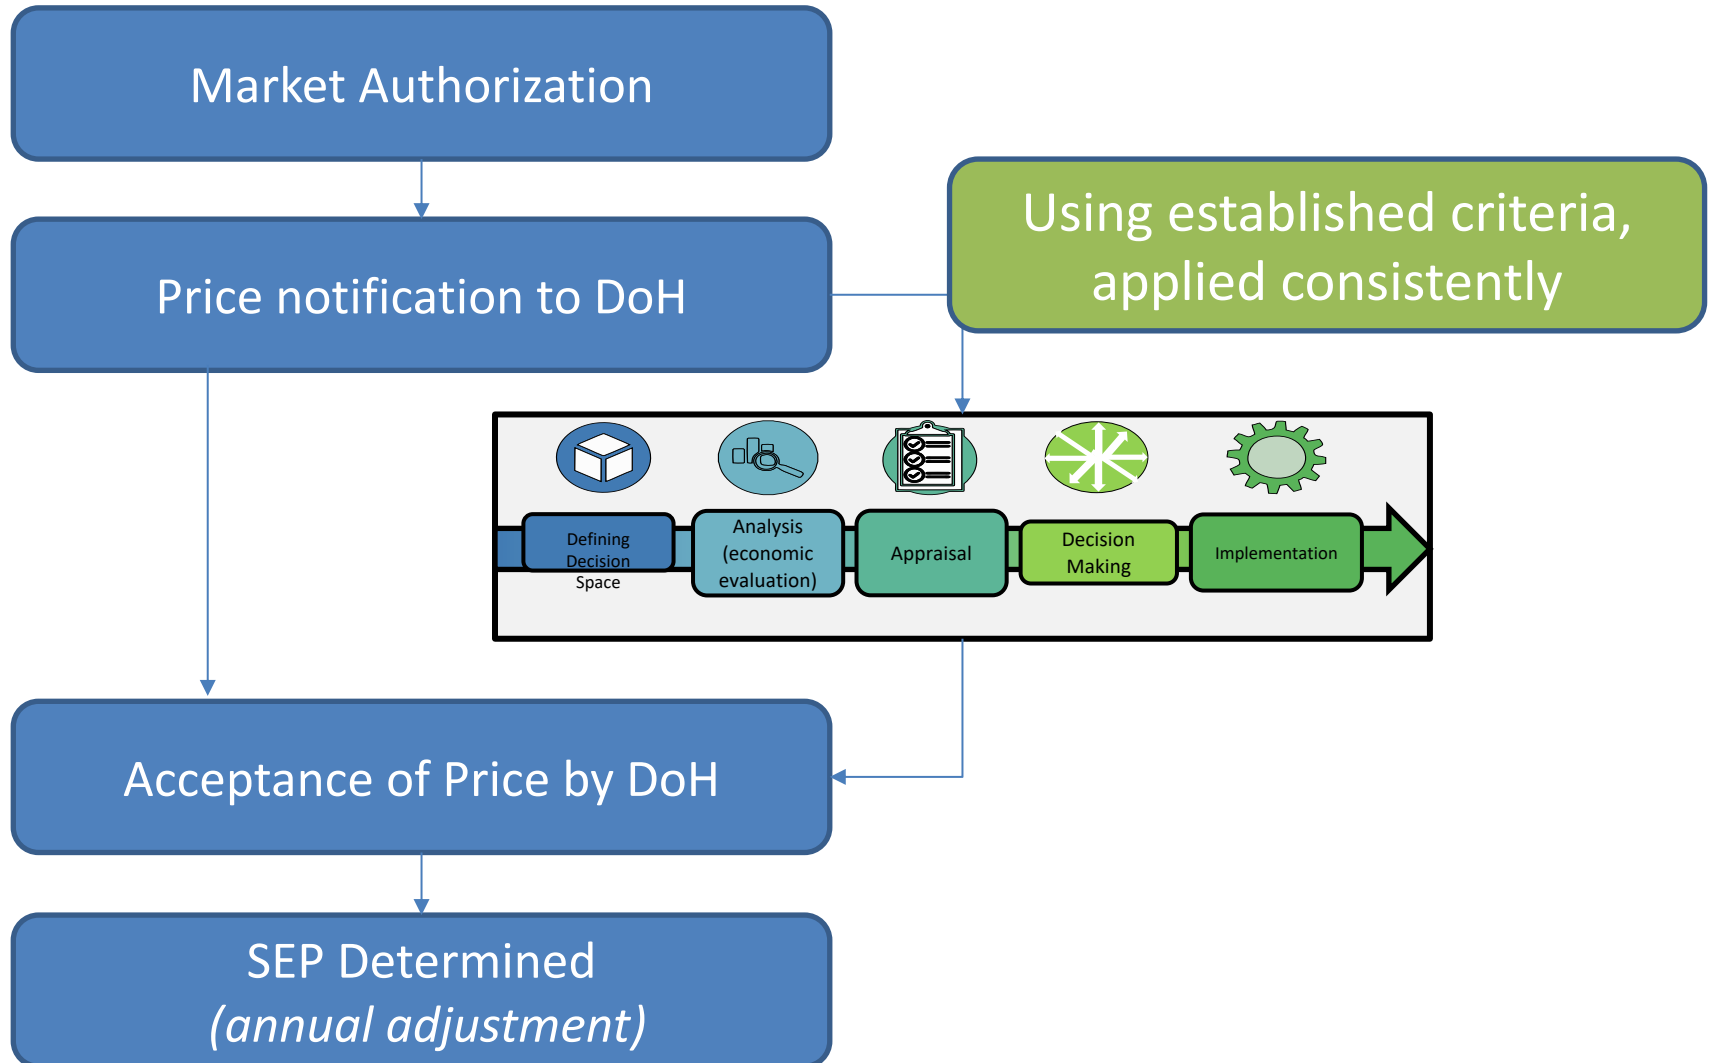 Market Authorization
Using established criteria,
applied consistently
Price notification to DoH
Defining
Decision
Space
Analysis
(economic
evaluation)
Appraisal
Decision
Making
Implementation
Acceptance of Price by DoH
SEP Determined
(annual adjustment)